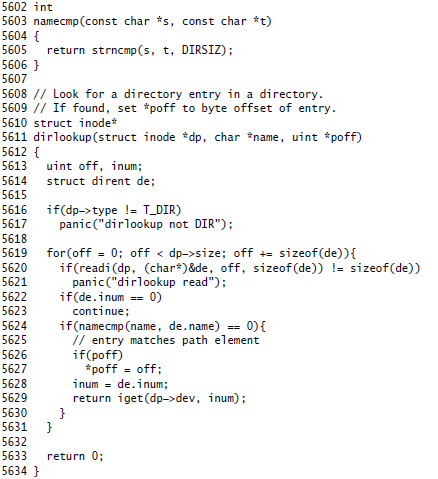 5602 int
5603 namecmp(const char *s, const char *t)
5604 {
5605   return strncmp(s, t, DIRSIZ);
5606 }
5607
5608 // Look for a directory entry in a directory.
5609 // If found, set *poff to byte offset of entry.
5610 struct inode*
5611 dirlookup(struct inode *dp, char *name, uint *poff)
5612 {
5613   uint off, inum;
5614   struct dirent de;
5615
5616   if(dp->type != T_DIR)
5617     panic("dirlookup not DIR");
5618
5619   for(off = 0; off < dp->size; off += sizeof(de)){
5620     if(readi(dp, (char*)&de, off, sizeof(de)) != sizeof(de))
5621       panic("dirlookup read");
5622     if(de.inum == 0)
5623       continue;
5624     if(namecmp(name, de.name) == 0){
5625       // entry matches path element
5626       if(poff)
5627         *poff = off;
5628       inum = de.inum;
5629       return iget(dp->dev, inum);
5630     }
5631   }
5632
5633   return 0;
5634 }